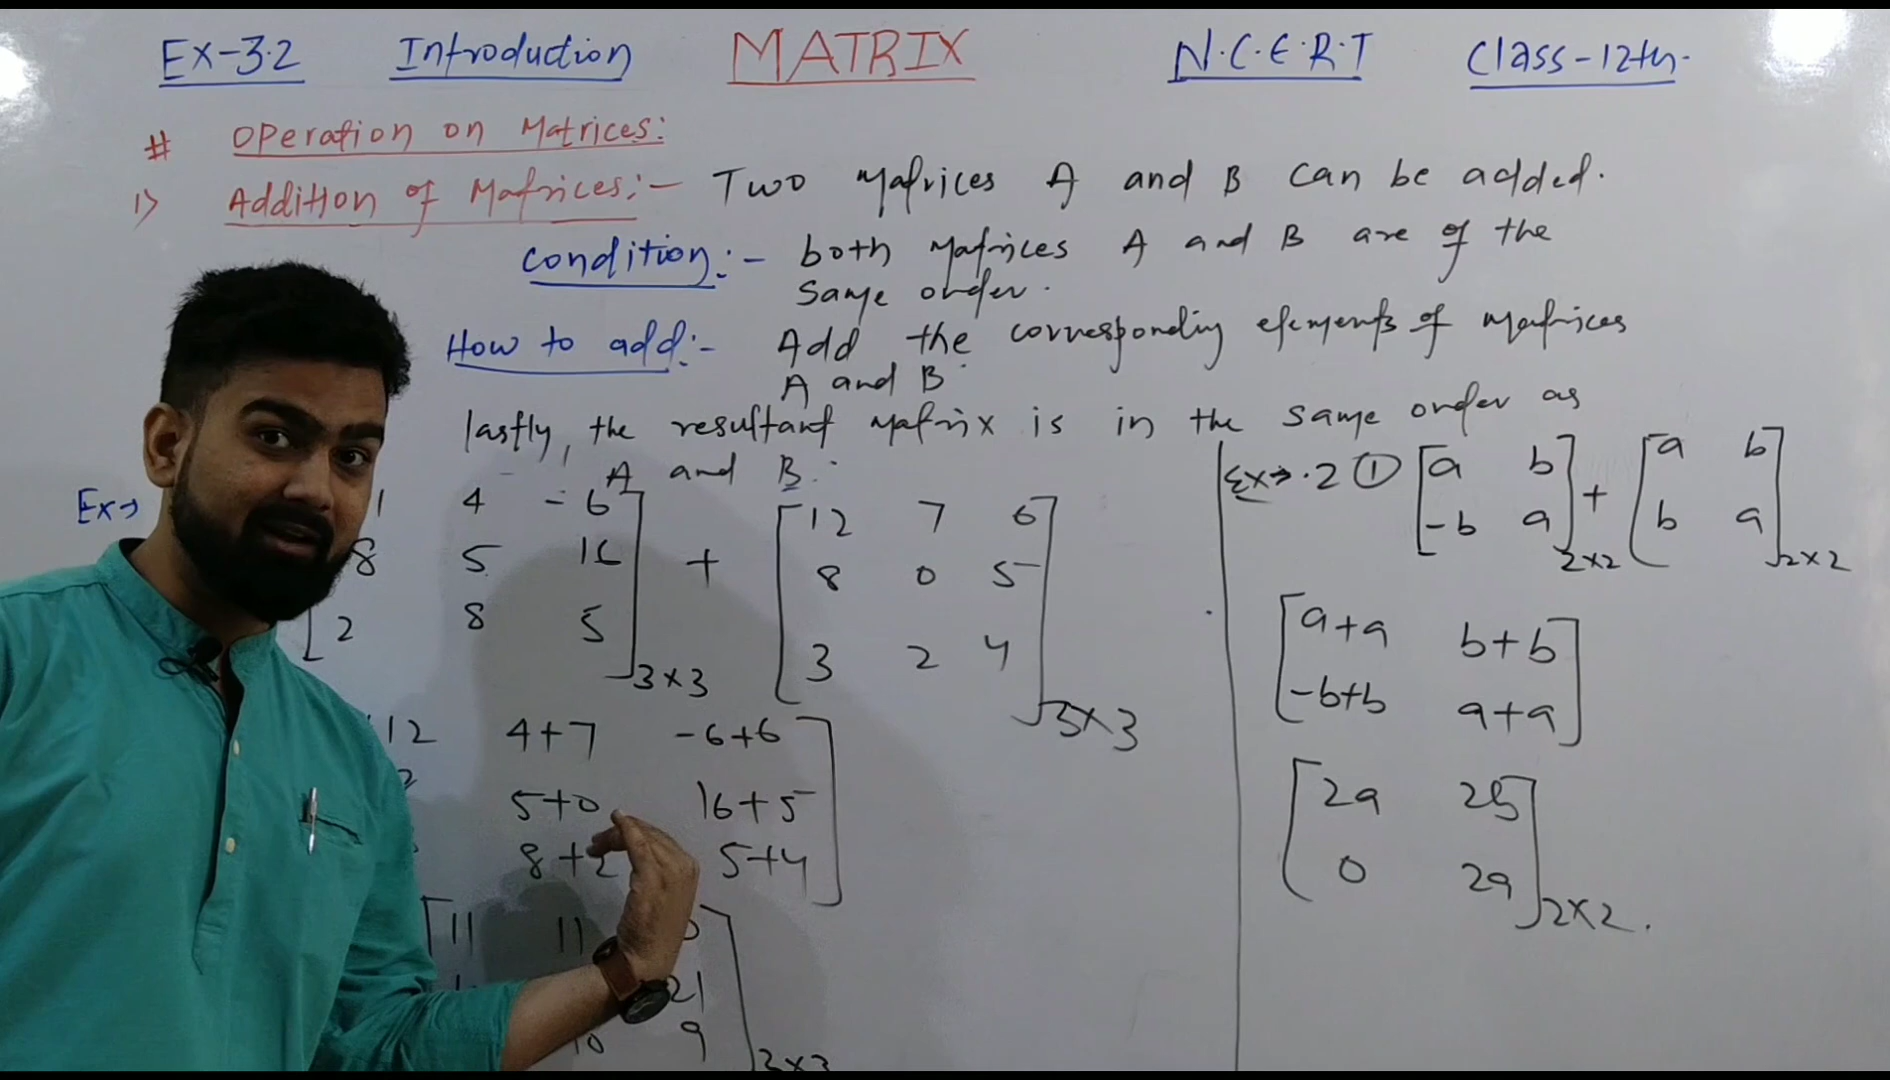 Ex-3.2 Introduction MATRIX N.C.E.R.T Class-12th.
# Operation on Matrices:
1) Addition of Matrices:- Two Matrices A and B can be added.
Condition:- both Matrices A and B are of the
same order.
How to add:- Add the corresponding elements of matrices
A and B
lastly, the resultant matrix is in the same order as
A and B.
Ex→ 1 4 -6
8 5 16
2 8 5
3×3
+
12 7 6
8 0 5
3 2 4
3×3
12 4+7 -6+6
5+0 16+5
8+2 5+4
11 11
21
10 9
Ex→.2 ① [a b
-b a]2×2 + [a b
b a]2×2
[a+a b+b
-b+b a+a]
[2a 2b
0 2a]2×2.